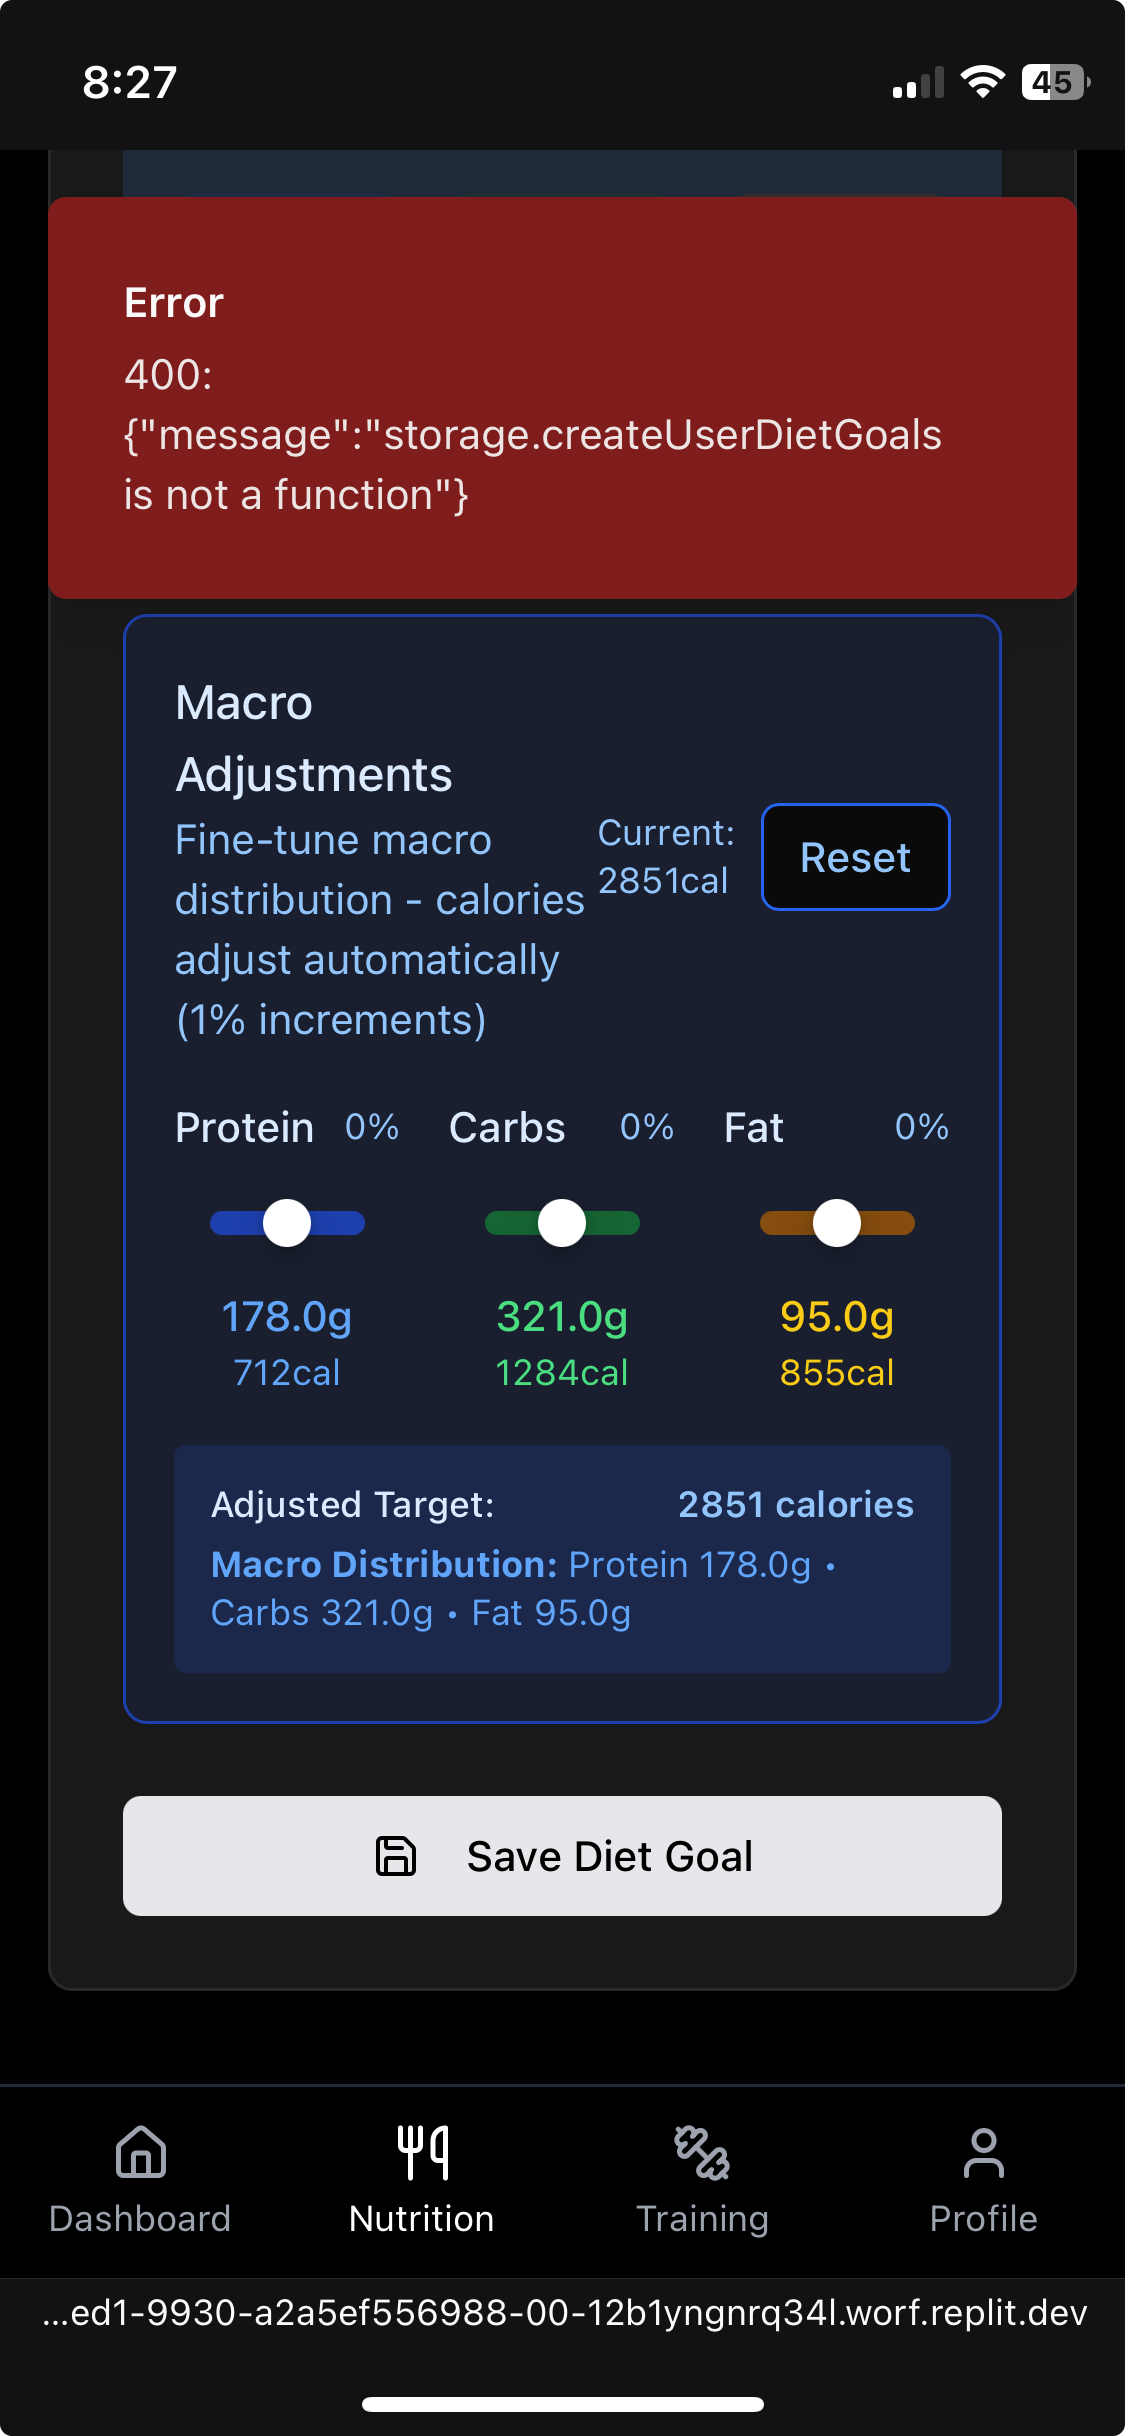 8:27
45
Error
400:
{"message":"storage.createUserDietGoals
is not a function"}
Macro
Adjustments
Fine-tune macro
distribution - calories
adjust automatically
(1% increments)
Current:
2851cal
Reset
Protein 0% Carbs 0% Fat 0%
178.0g 321.0g 95.0g
712cal 1284cal 855cal
Adjusted Target: 2851 calories
Macro Distribution: Protein 178.0g •
Carbs 321.0g • Fat 95.0g
Save Diet Goal
Dashboard Nutrition Training Profile
...ed1-9930-a2a5ef556988-00-12b1yngnrq34l.worf.replit.dev